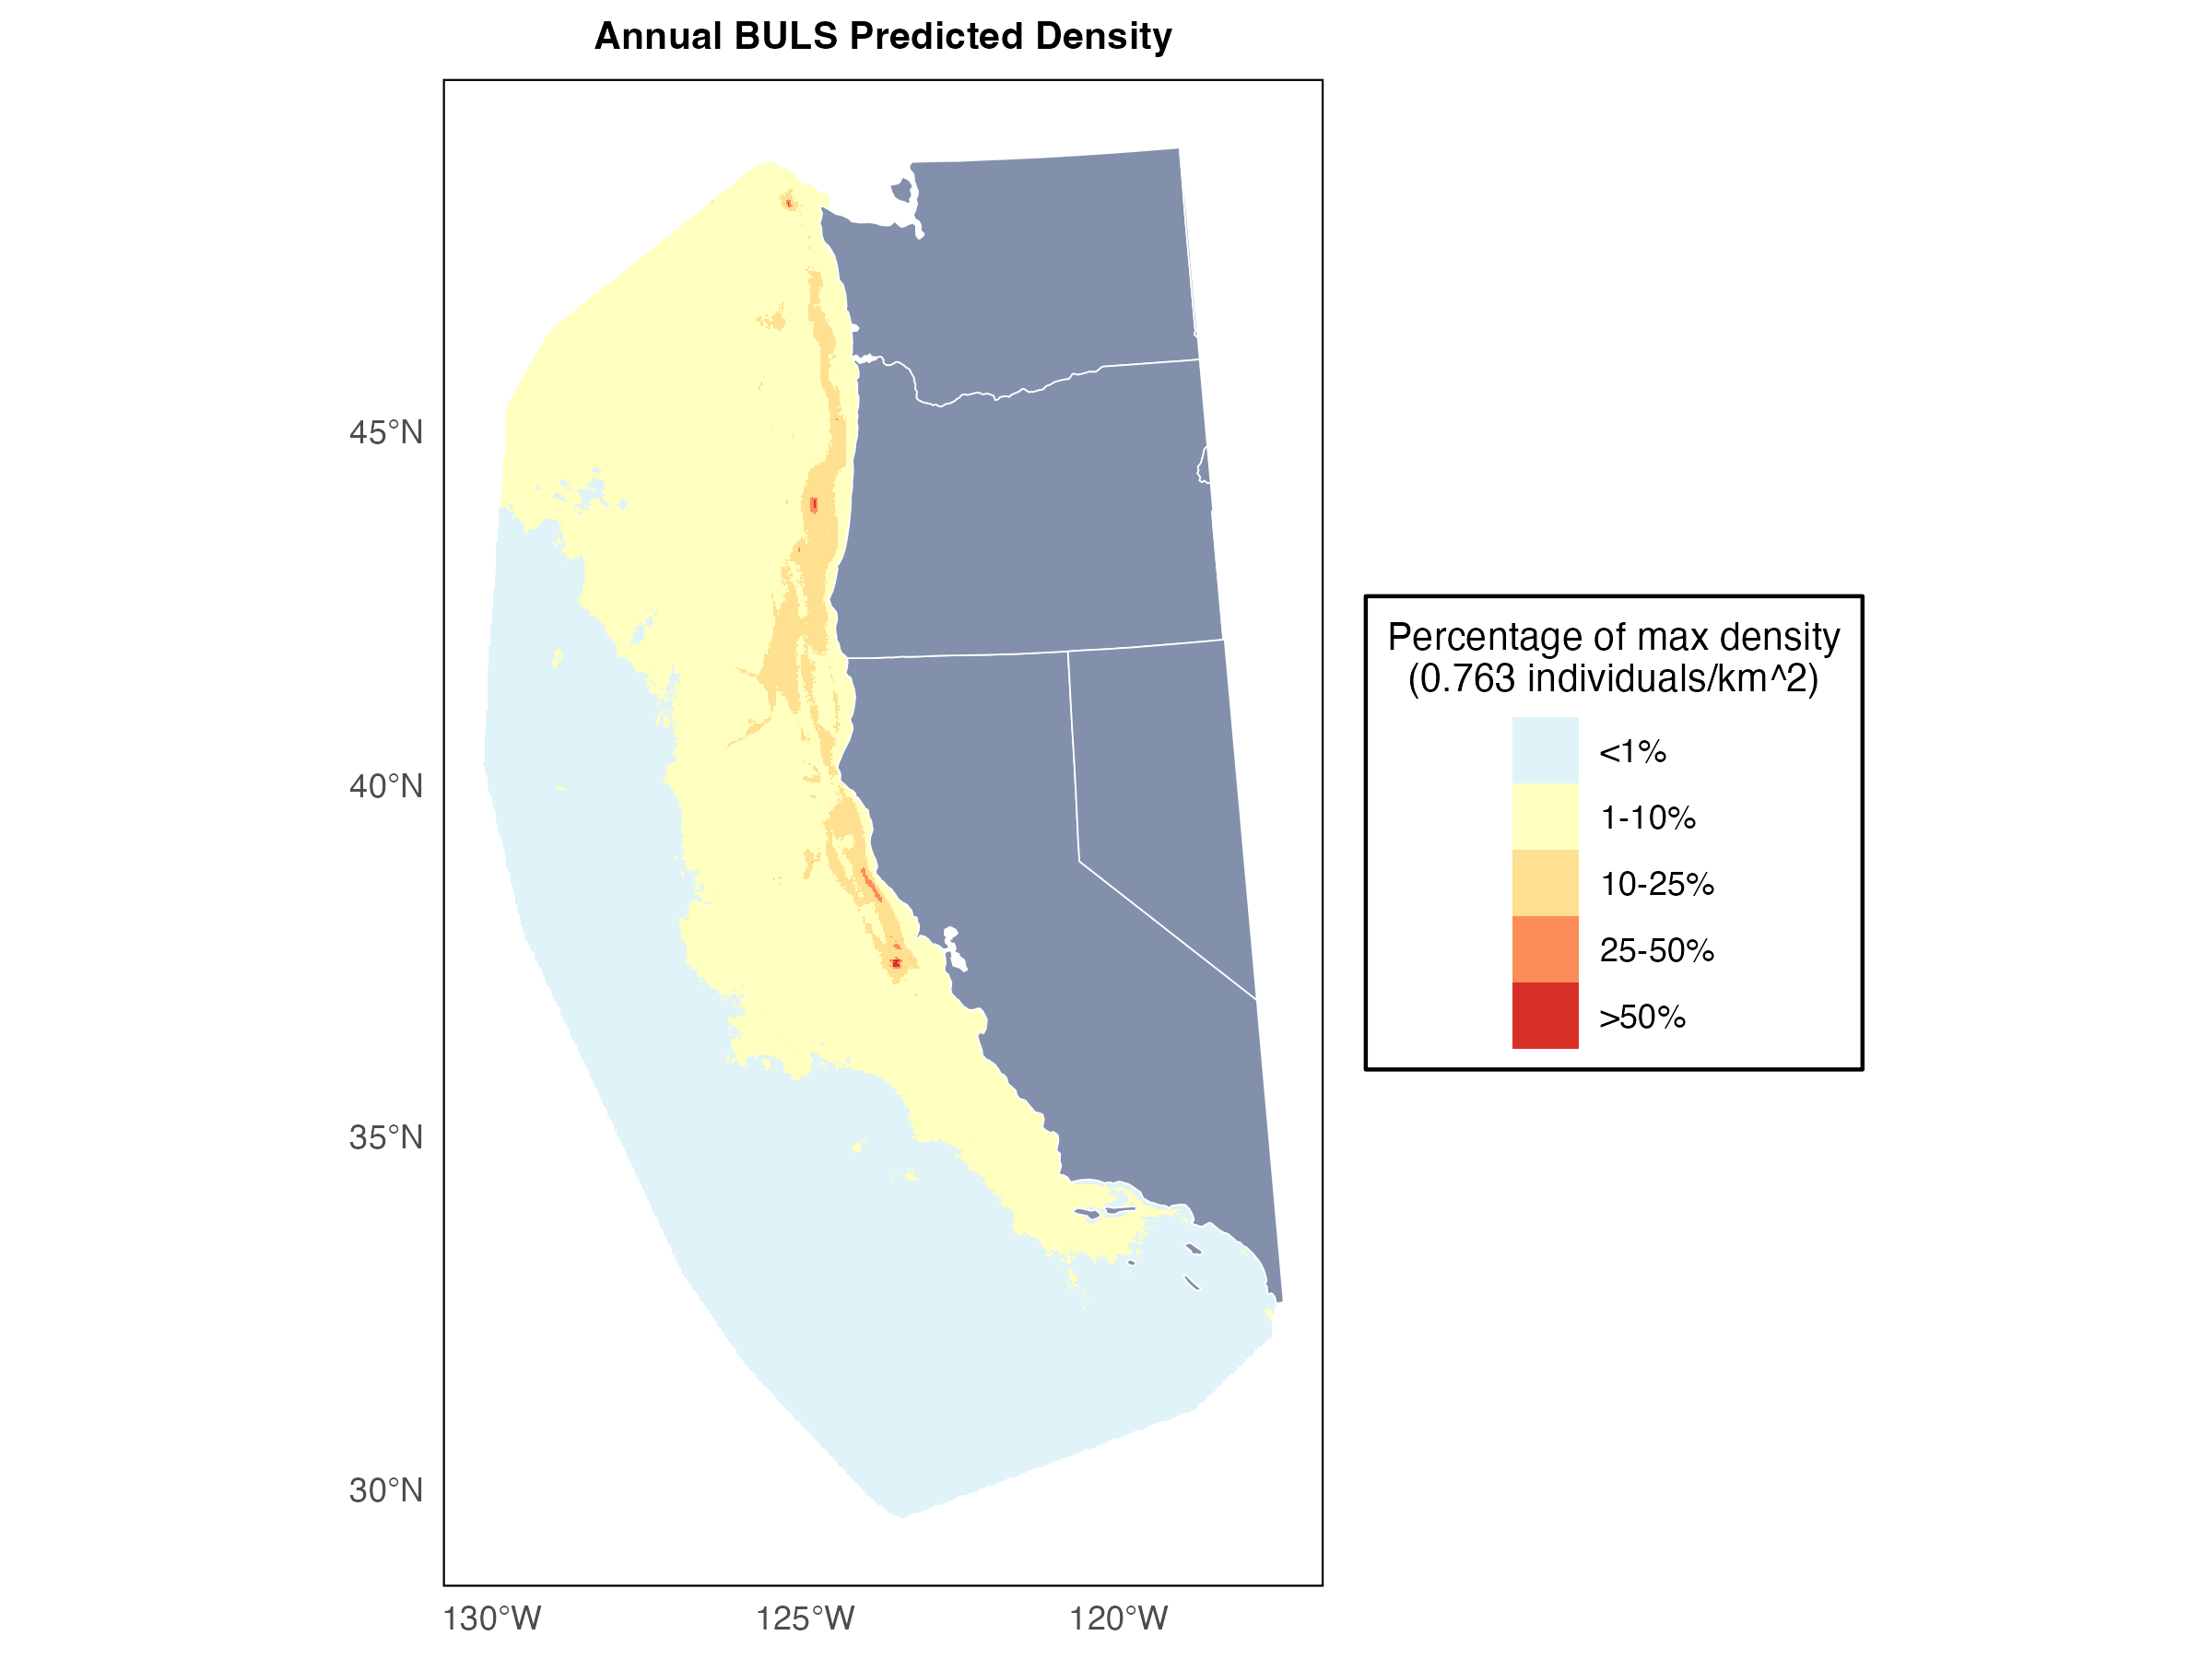 Annual BULS Predicted Density
45°N
40°N
35°N
30°N
130°W
125°W
120°W
Percentage of max density
(0.763 individuals/km^2)
<1%
1-10%
10-25%
25-50%
>50%